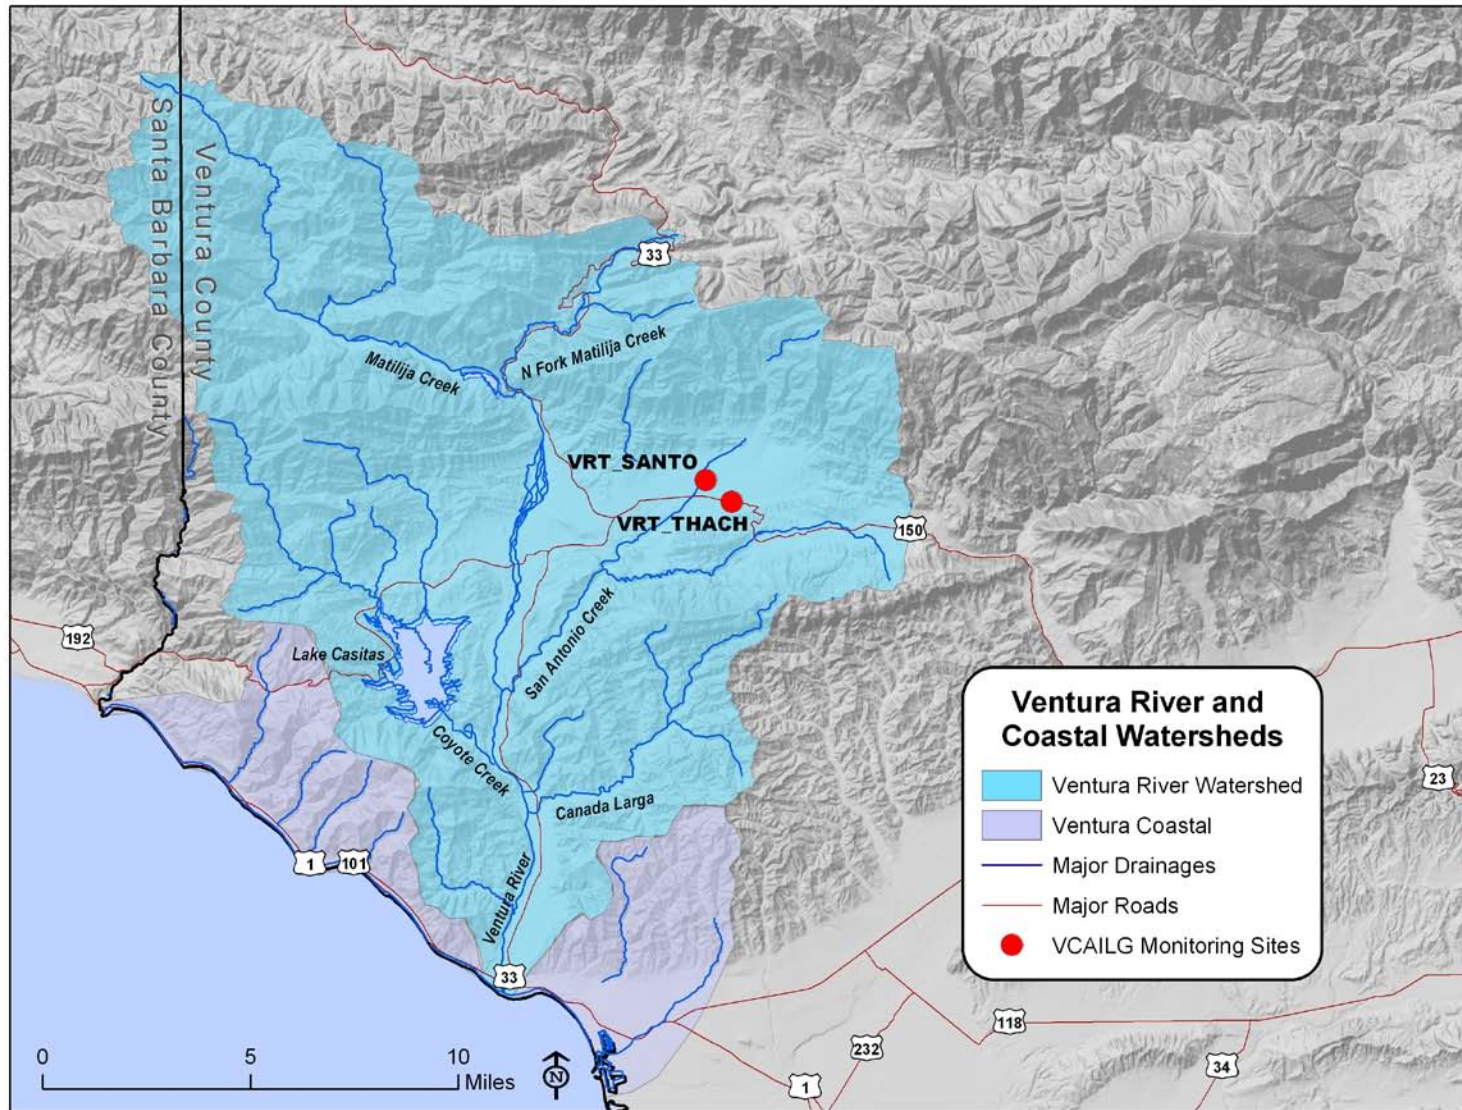 Santa Barbara County
Ventura County
33
Matilija Creek
N Fork Matilija Creek
VRT_SANTO
VRT_THACH
150
192
Lake Casitas
San Antonio Creek
Coyote Creek
Canada Larga
Ventura River
1
101
33
Ventura River and
Coastal Watersheds
Ventura River Watershed
Ventura Coastal
Major Drainages
Major Roads
VCAILG Monitoring Sites
23
118
232
34
1
0 5 10
Miles
N